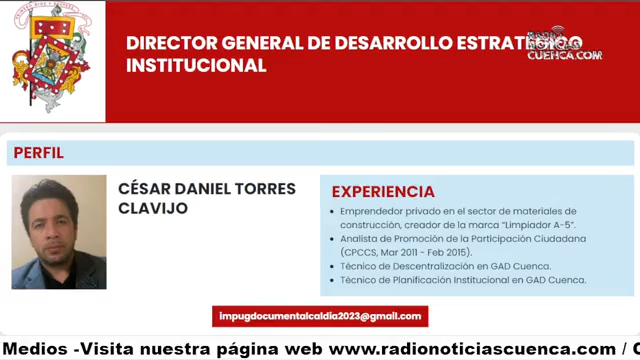 DIRECTOR GENERAL DE DESARROLLO ESTRATÉGICO
INSTITUCIONAL
RADIO
NOTICIAS
CUENCA.COM
PERFIL
CÉSAR DANIEL TORRES
CLAVIJO
EXPERIENCIA
• Emprendedor privado en el sector de materiales de
construcción, creador de la marca “Limpiador A-5”.
• Analista de Promoción de la Participación Ciudadana
(CPCCS, Mar 2011 - Feb 2015).
• Técnico de Descentralización en GAD Cuenca.
• Técnico de Planificación Institucional en GAD Cuenca.
impugdocumentalcaldia2023@gmail.com
Medios -Visita nuestra página web www.radionoticiascuenca.com /